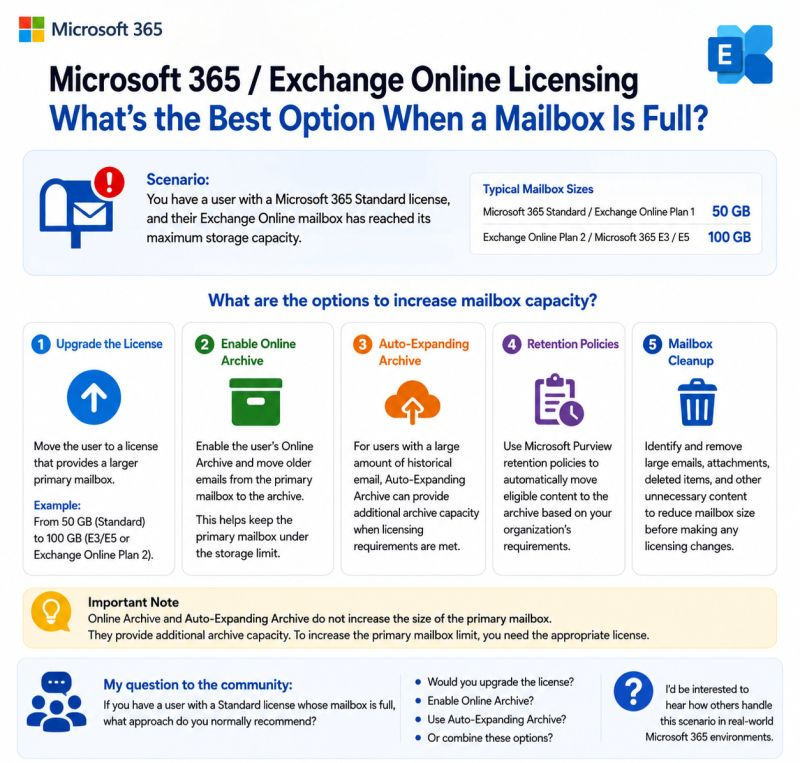 Microsoft 365
E
Microsoft 365 / Exchange Online Licensing
What's the Best Option When a Mailbox Is Full?
Scenario:
You have a user with a Microsoft 365 Standard license,
and their Exchange Online mailbox has reached its
maximum storage capacity.
Typical Mailbox Sizes
Microsoft 365 Standard / Exchange Online Plan 1 50 GB
Exchange Online Plan 2 / Microsoft 365 E3 / E5 100 GB
What are the options to increase mailbox capacity?
1 Upgrade the License
Move the user to a license
that provides a larger
primary mailbox.
Example:
From 50 GB (Standard)
to 100 GB (E3/E5 or
Exchange Online Plan 2).
2 Enable Online
Archive
Enable the user's Online
Archive and move older
emails from the primary
mailbox to the archive.
This helps keep the
primary mailbox under
the storage limit.
3 Auto-Expanding
Archive
For users with a large
amount of historical
email, Auto-Expanding
Archive can provide
additional archive capacity
when licensing
requirements are met.
4 Retention Policies
Use Microsoft Purview
retention policies to
automatically move
eligible content to the
archive based on your
organization's
requirements.
5 Mailbox
Cleanup
Identify and remove
large emails, attachments,
deleted items, and other
unnecessary content
to reduce mailbox size
before making any
licensing changes.
Important Note
Online Archive and Auto-Expanding Archive do not increase the size of the primary mailbox.
They provide additional archive capacity. To increase the primary mailbox limit, you need the appropriate license.
My question to the community:
If you have a user with a Standard license whose mailbox is full,
what approach do you normally recommend?
• Would you upgrade the license?
• Enable Online Archive?
• Use Auto-Expanding Archive?
• Or combine these options?
?
I'd be interested to
hear how others handle
this scenario in real-world
Microsoft 365 environments.